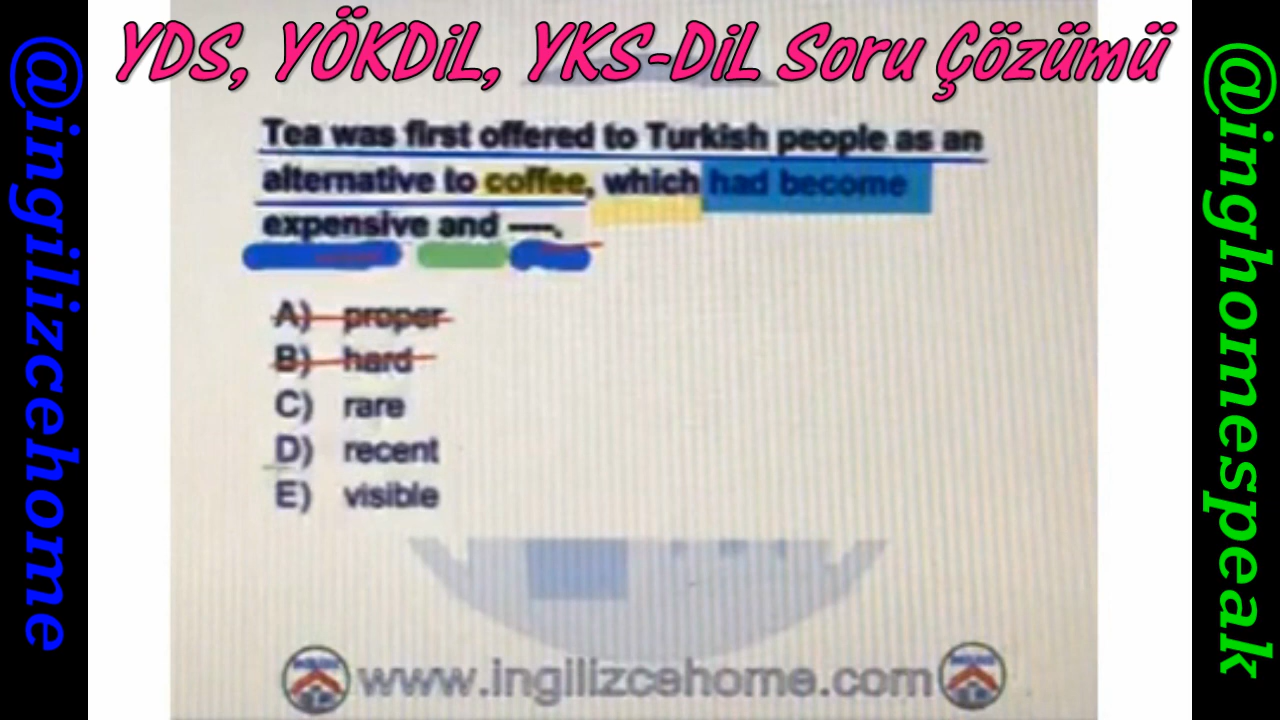 YDS, YÖKDiL, YKS-DiL Soru Çözümü
@ingilizcehome
Tea was first offered to Turkish people as an
alternative to coffee, which had become
expensive and ----.
A) proper
B) hard
C) rare
D) recent
E) visible
www.ingilizcehome.com
@inghomespeak